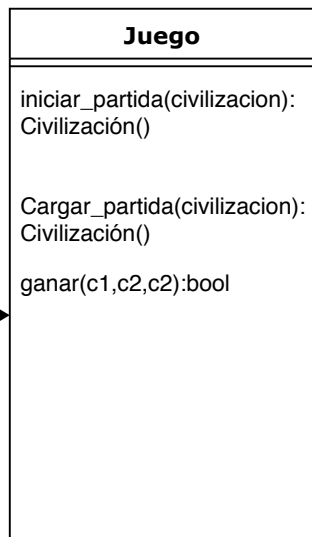 Juego
iniciar_partida(civilizacion):
Civilización()
Cargar_partida(civilizacion):
Civilización()
ganar(c1,c2,c2):bool